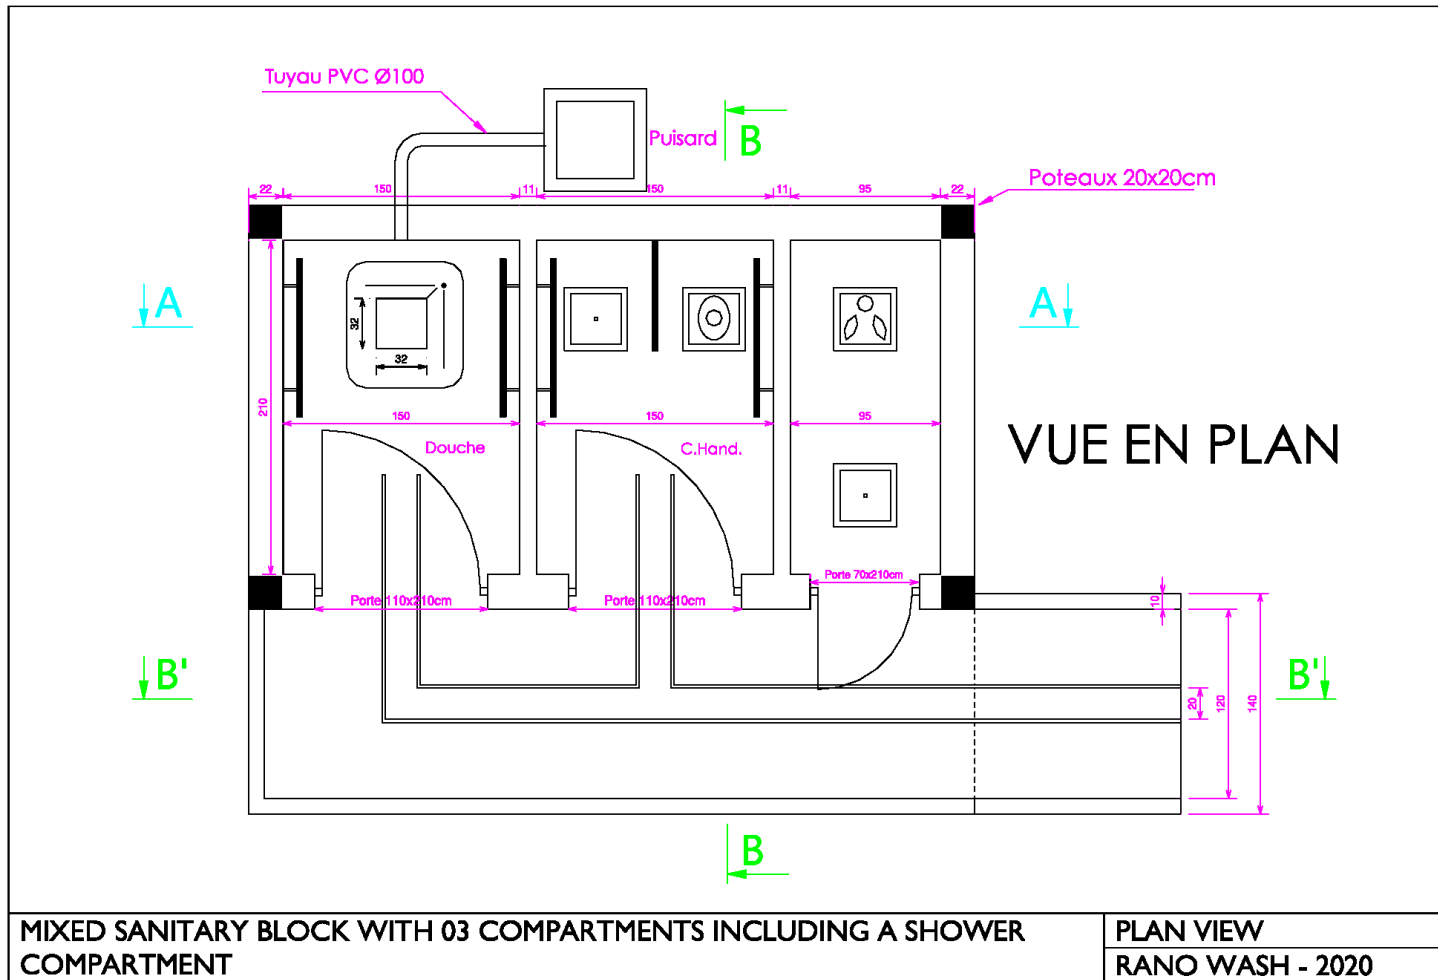 Tuyau PVC Ø100
Puisard
B
Poteaux 20x20cm
22
150
11
150
11
95
22
A
A
32
32
210
150
150
95
Douche
C.Hand.
VUE EN PLAN
Porte 110x210cm
Porte 110x210cm
Porte 70x210cm
10
B'
B'
20
120
140
B
MIXED SANITARY BLOCK WITH 03 COMPARTMENTS INCLUDING A SHOWER
COMPARTMENT
PLAN VIEW
RANO WASH - 2020